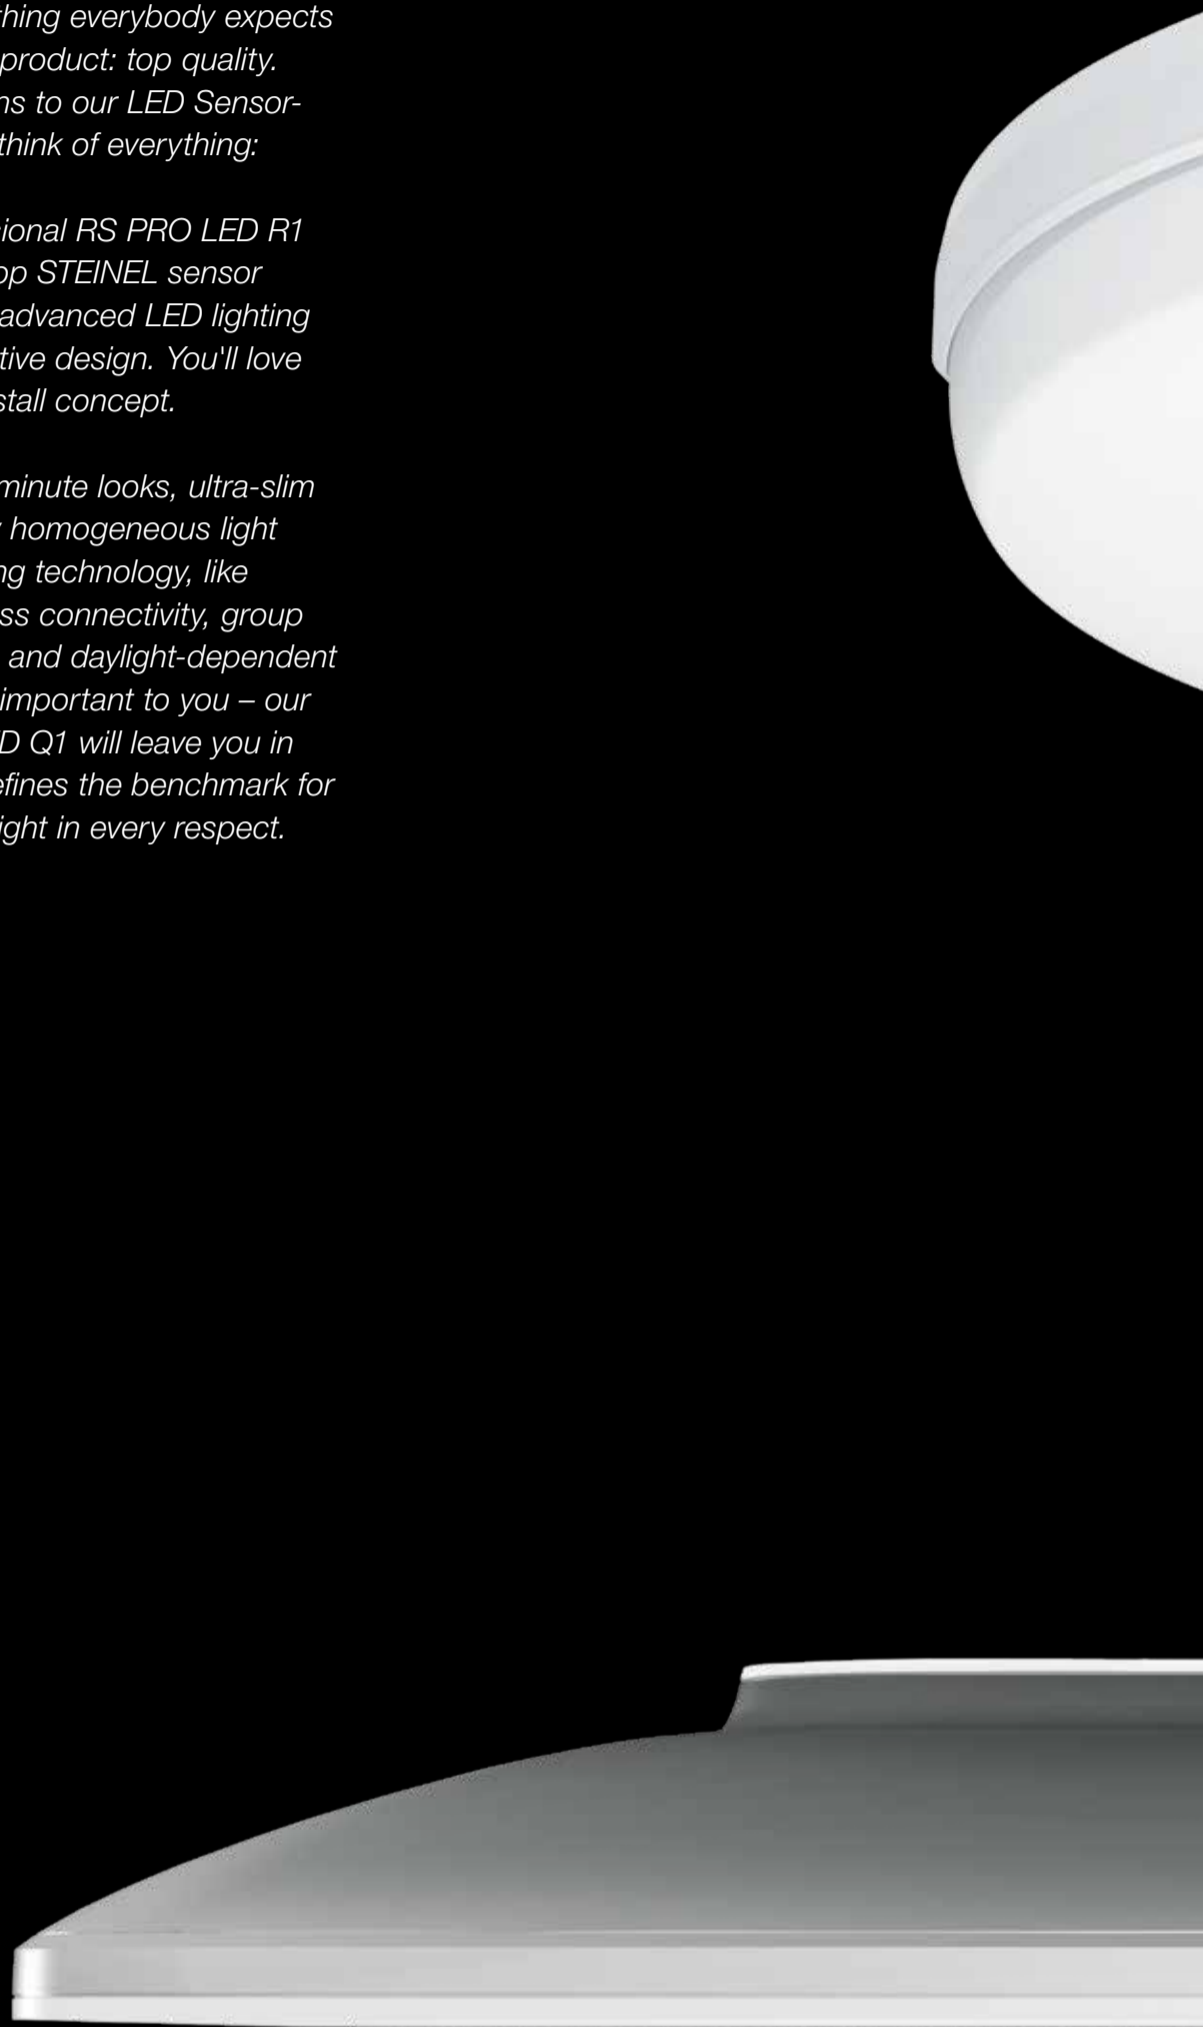 thing everybody expects
product: top quality.
ns to our LED Sensor-
think of everything:
sional RS PRO LED R1
op STEINEL sensor
advanced LED lighting
tive design. You'll love
stall concept.
minute looks, ultra-slim
y homogeneous light
ng technology, like
ss connectivity, group
and daylight-dependent
important to you – our
ED Q1 will leave you in
efines the benchmark for
ight in every respect.